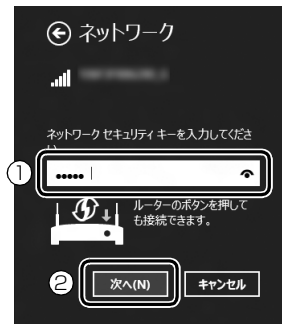 ネットワーク
ネットワーク セキュリティ キーを入力してくださ
①
•••••
ルーターのボタンを押して
も接続できます。
②
次へ(N)
キャンセル